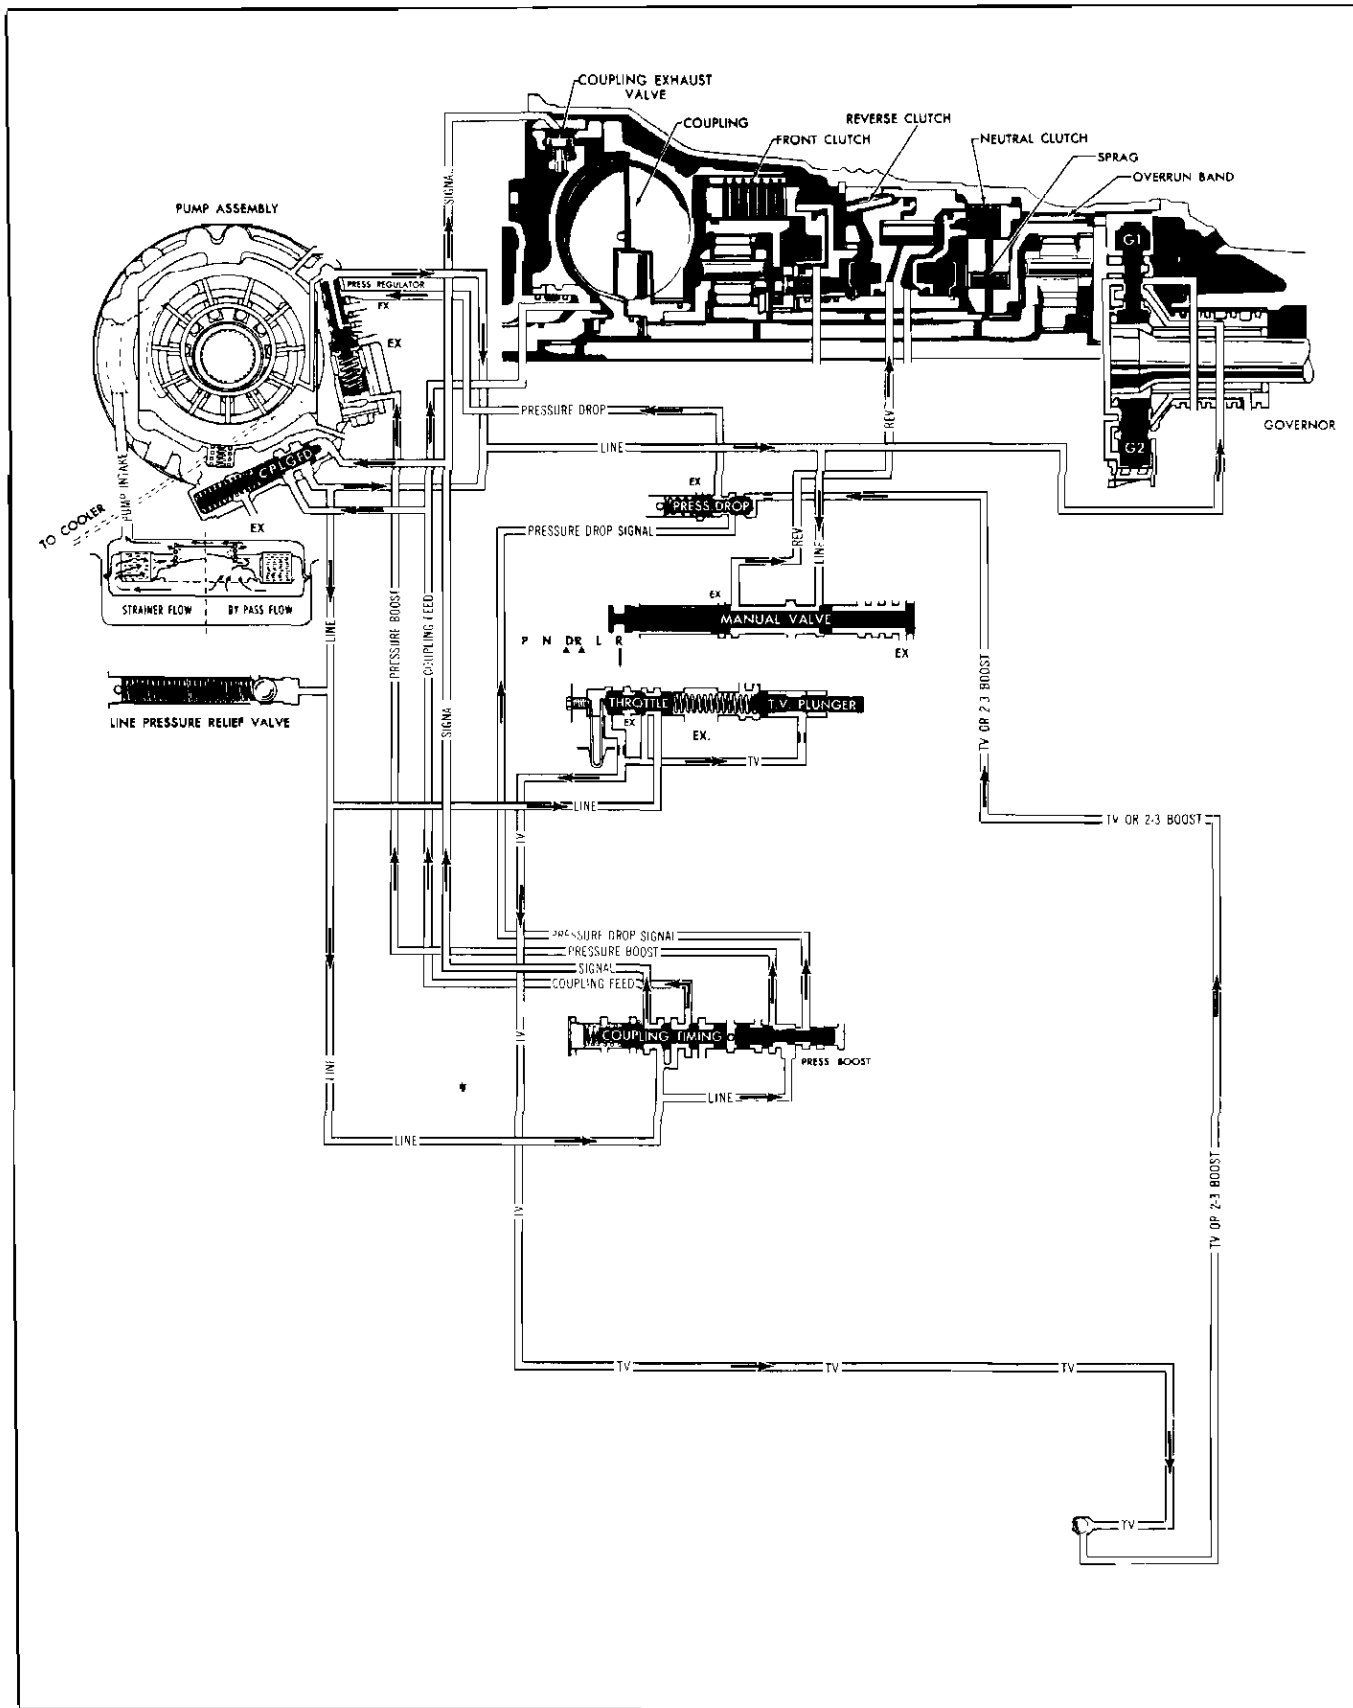 COUPLING EXHAUST
VALVE
COUPLING
REVERSE CLUTCH
FRONT CLUTCH
NEUTRAL CLUTCH
SPRAG
OVERRUN BAND
SIGNAL
PUMP ASSEMBLY
G1
PRESS REGULATOR
EX
EX
PRESSURE DROP
REV
GOVERNOR
LINE
G2
CPLGFD
PUMP INTAKE
EX
PRESS. DROP
TO COOLER
EX
PRESSURE DROP SIGNAL
REV
LINE
STRAINER FLOW
BY PASS FLOW
LINE
PRESSURE BOOST
COUPLING FEED
EX
MANUAL VALVE
P N DR L R
EX
TV OR 2-3 BOOST
LINE PRESSURE RELIEF VALVE
SIGNAL
THROTTLE
T.V. PLUNGER
EX
EX.
TV
LINE
TV OR 2-3 BOOST
TV
PRESSURE DROP SIGNAL
PRESSURE BOOST
SIGNAL
COUPLING FEED
COUPLING TIMING
TV
PRESS BOOST
LINE
LINE
LINE
TV
TV OR 2-3 BOOST
TV
TV
TV
TV